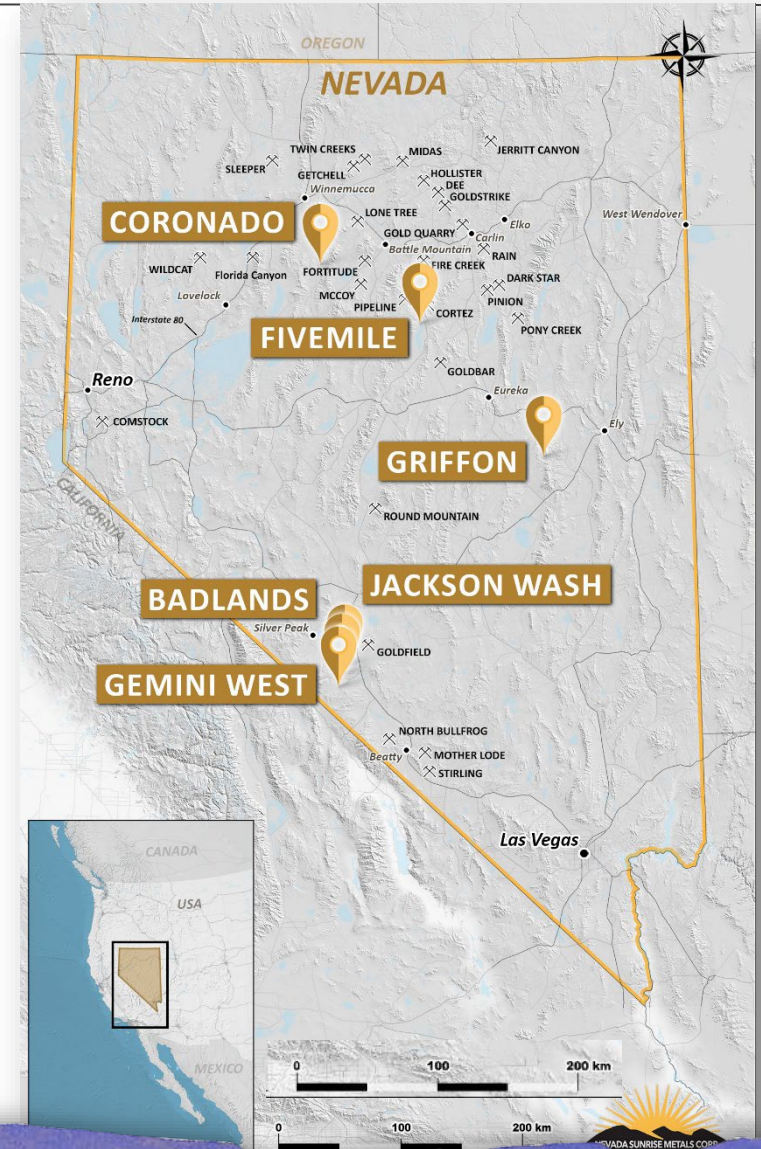 OREGON
NEVADA
TWIN CREEKS
MIDAS
JERRITT CANYON
SLEEPER
GETCHELL
HOLLISTER
Winnemucca
DEE
GOLDSTRIKE
CORONADO
LONE TREE
West Wendover
GOLD QUARRY
Elko
Carlin
Battle Mountain
RAIN
WILDCAT
Florida Canyon
FORTITUDE
FIRE CREEK
MCCOY
DARK STAR
Lovelock
PIPELINE
PINION
CORTEZ
Interstate 80
PONY CREEK
FIVEMILE
GOLDBAR
Reno
Eureka
COMSTOCK
Ely
GRIFFON
CALIFORNIA
ROUND MOUNTAIN
BADLANDS
JACKSON WASH
Silver Peak
GOLDFIELD
GEMINI WEST
NORTH BULLFROG
Beatty
MOTHER LODE
STIRLING
Las Vegas
CANADA
USA
MEXICO
0 100 200 km
0 100 200 km
NEVADA SUNRISE METALS CORP